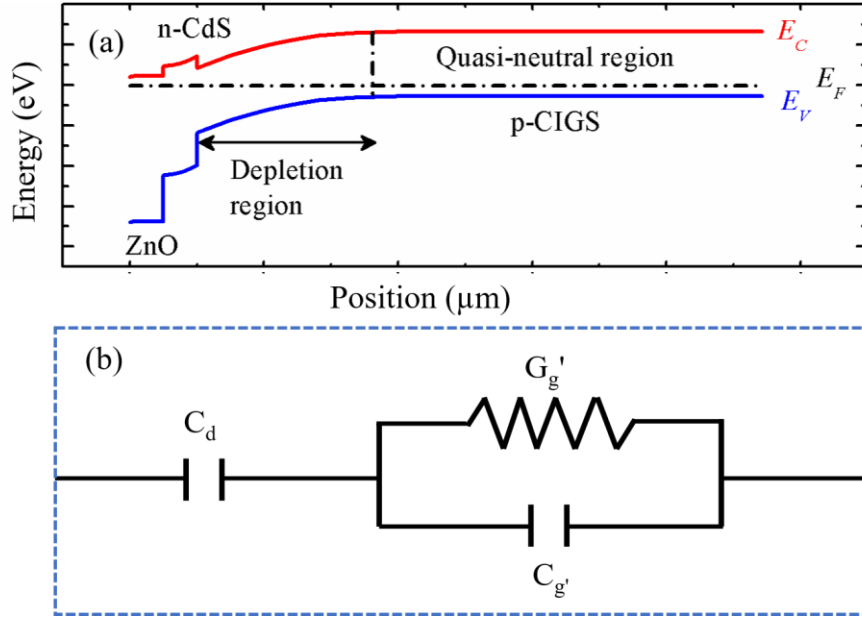 (a)
n-CdS
E_C
Quasi-neutral region
E_F
E_V
p-CIGS
Depletion
region
ZnO
Energy (eV)
Position (μm)
(b)
G_g'
C_d
C_g'